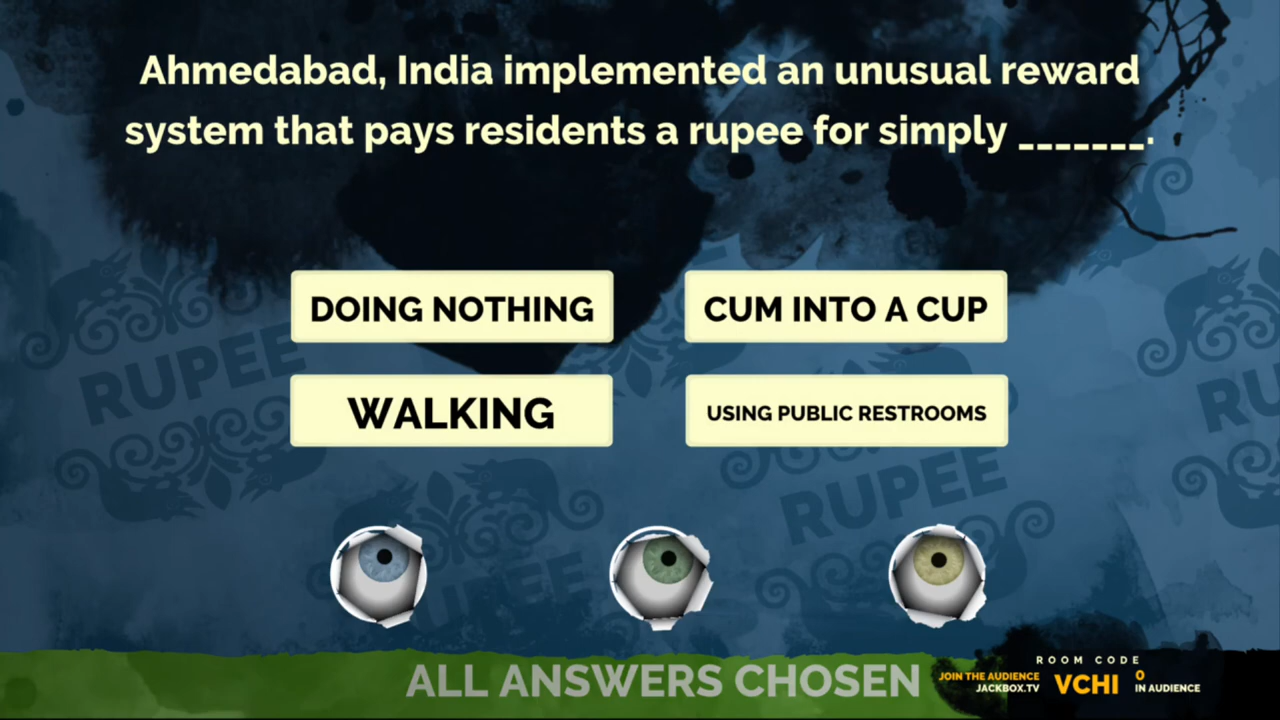 Ahmedabad, India implemented an unusual reward
system that pays residents a rupee for simply _______.
DOING NOTHING
CUM INTO A CUP
WALKING
USING PUBLIC RESTROOMS
RUPEE
RUPEE
RUPEE
ALL ANSWERS CHOSEN
ROOM CODE
JOIN THE AUDIENCE
JACKBOX.TV
VCHI
0
IN AUDIENCE